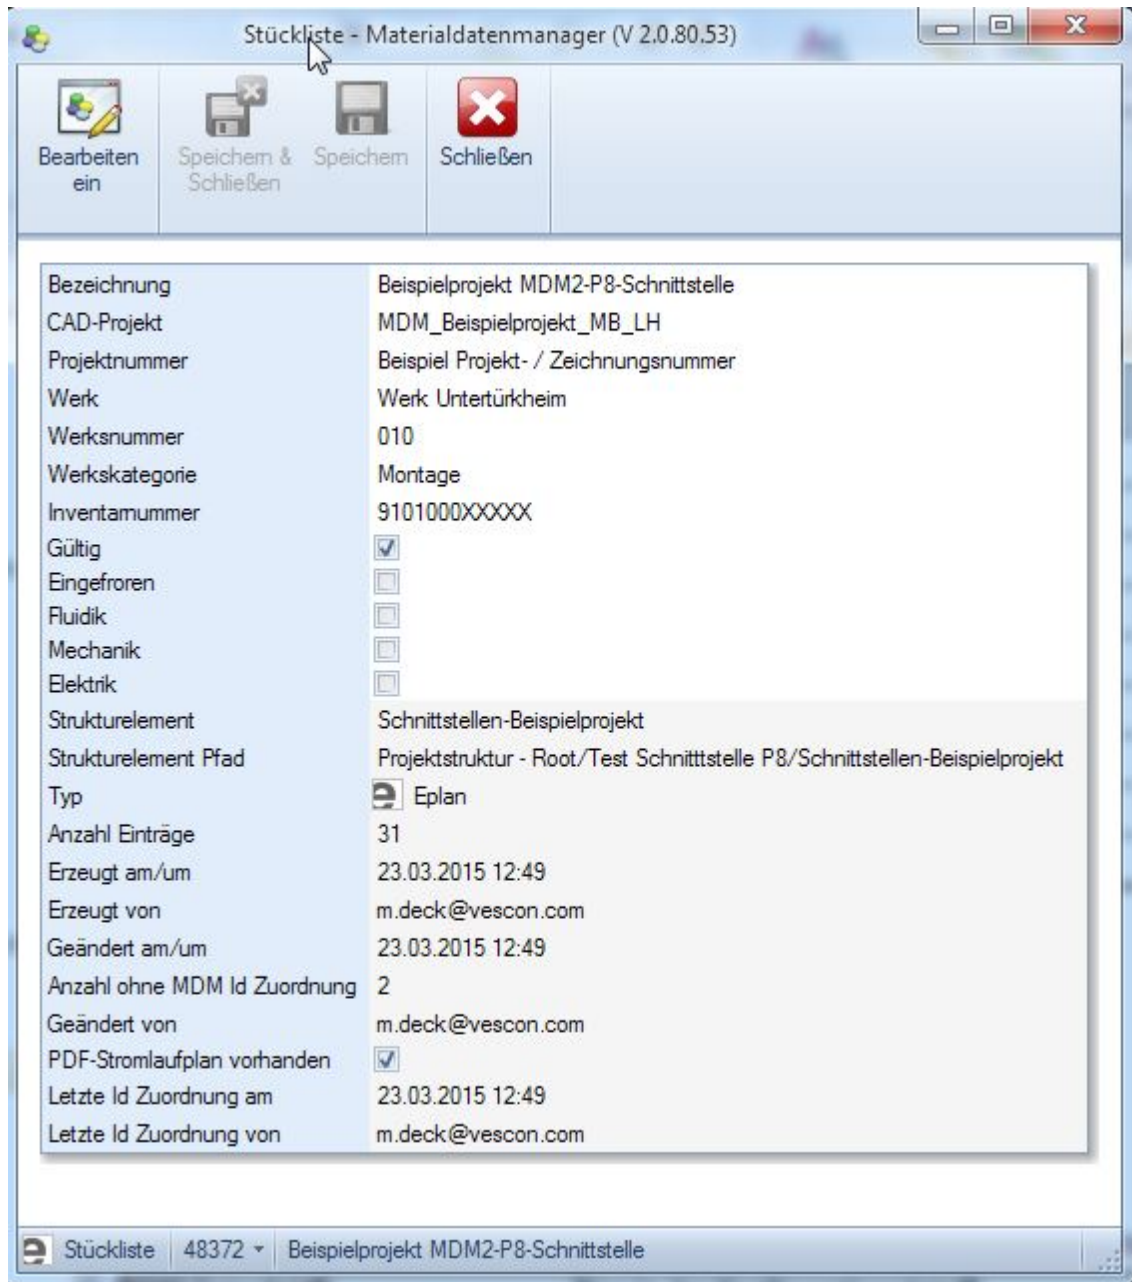 Stückliste - Materialdatenmanager (V 2.0.80.53)
Bearbeiten
ein
Speichern &
Schließen
Speichern
Schließen
Bezeichnung Beispielprojekt MDM2-P8-Schnittstelle
CAD-Projekt MDM_Beispielprojekt_MB_LH
Projektnummer Beispiel Projekt- / Zeichnungsnummer
Werk Werk Untertürkheim
Werksnummer 010
Werkskategorie Montage
Inventarnummer 9101000XXXXX
Gültig
Eingefroren
Fluidik
Mechanik
Elektrik
Strukturelement Schnittstellen-Beispielprojekt
Strukturelement Pfad Projektstruktur - Root/Test Schnitttstelle P8/Schnittstellen-Beispielprojekt
Typ Eplan
Anzahl Einträge 31
Erzeugt am/um 23.03.2015 12:49
Erzeugt von m.deck@vescon.com
Geändert am/um 23.03.2015 12:49
Anzahl ohne MDM Id Zuordnung 2
Geändert von m.deck@vescon.com
PDF-Stromlaufplan vorhanden
Letzte Id Zuordnung am 23.03.2015 12:49
Letzte Id Zuordnung von m.deck@vescon.com
Stückliste 48372 Beispielprojekt MDM2-P8-Schnittstelle